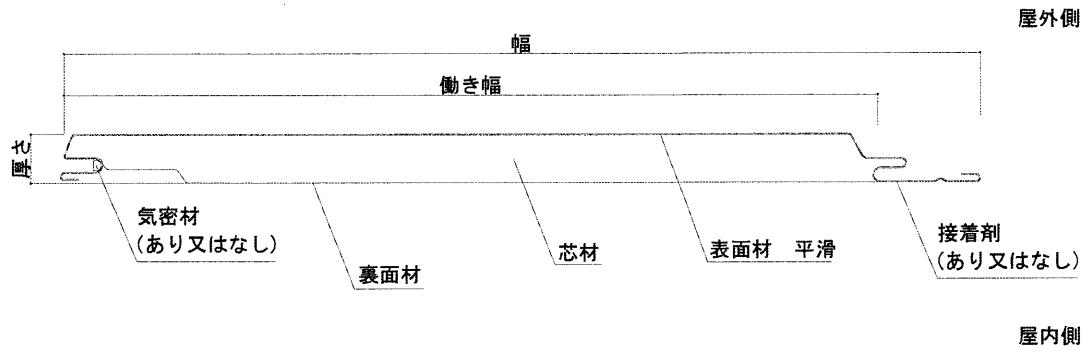 屋外側
幅
働き幅
厚さ
気密材
(あり又はなし)
裏面材
芯材
表面材　平滑
接着剤
(あり又はなし)
屋内側